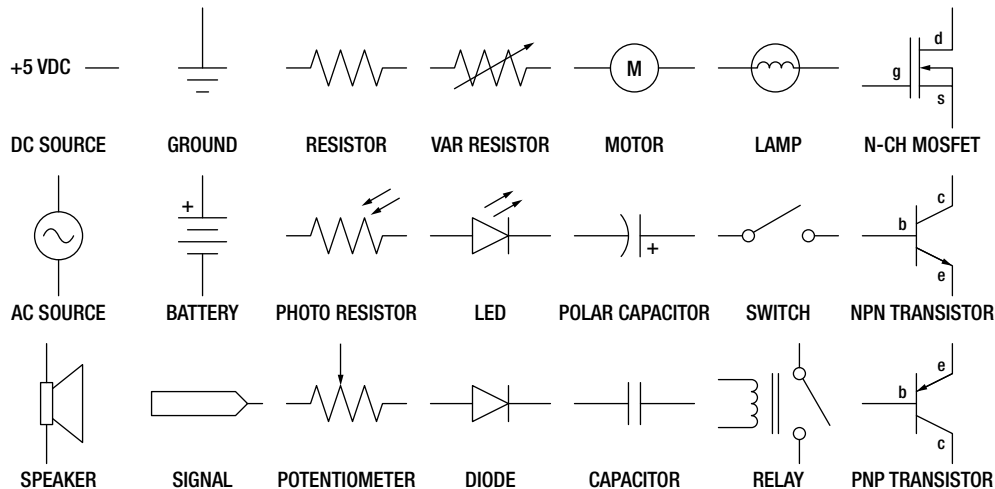 +5 VDC
M
d
g
s
DC SOURCE GROUND RESISTOR VAR RESISTOR MOTOR LAMP N-CH MOSFET
+
c
b
+
e
AC SOURCE BATTERY PHOTO RESISTOR LED POLAR CAPACITOR SWITCH NPN TRANSISTOR
e
b
c
SPEAKER SIGNAL POTENTIOMETER DIODE CAPACITOR RELAY PNP TRANSISTOR